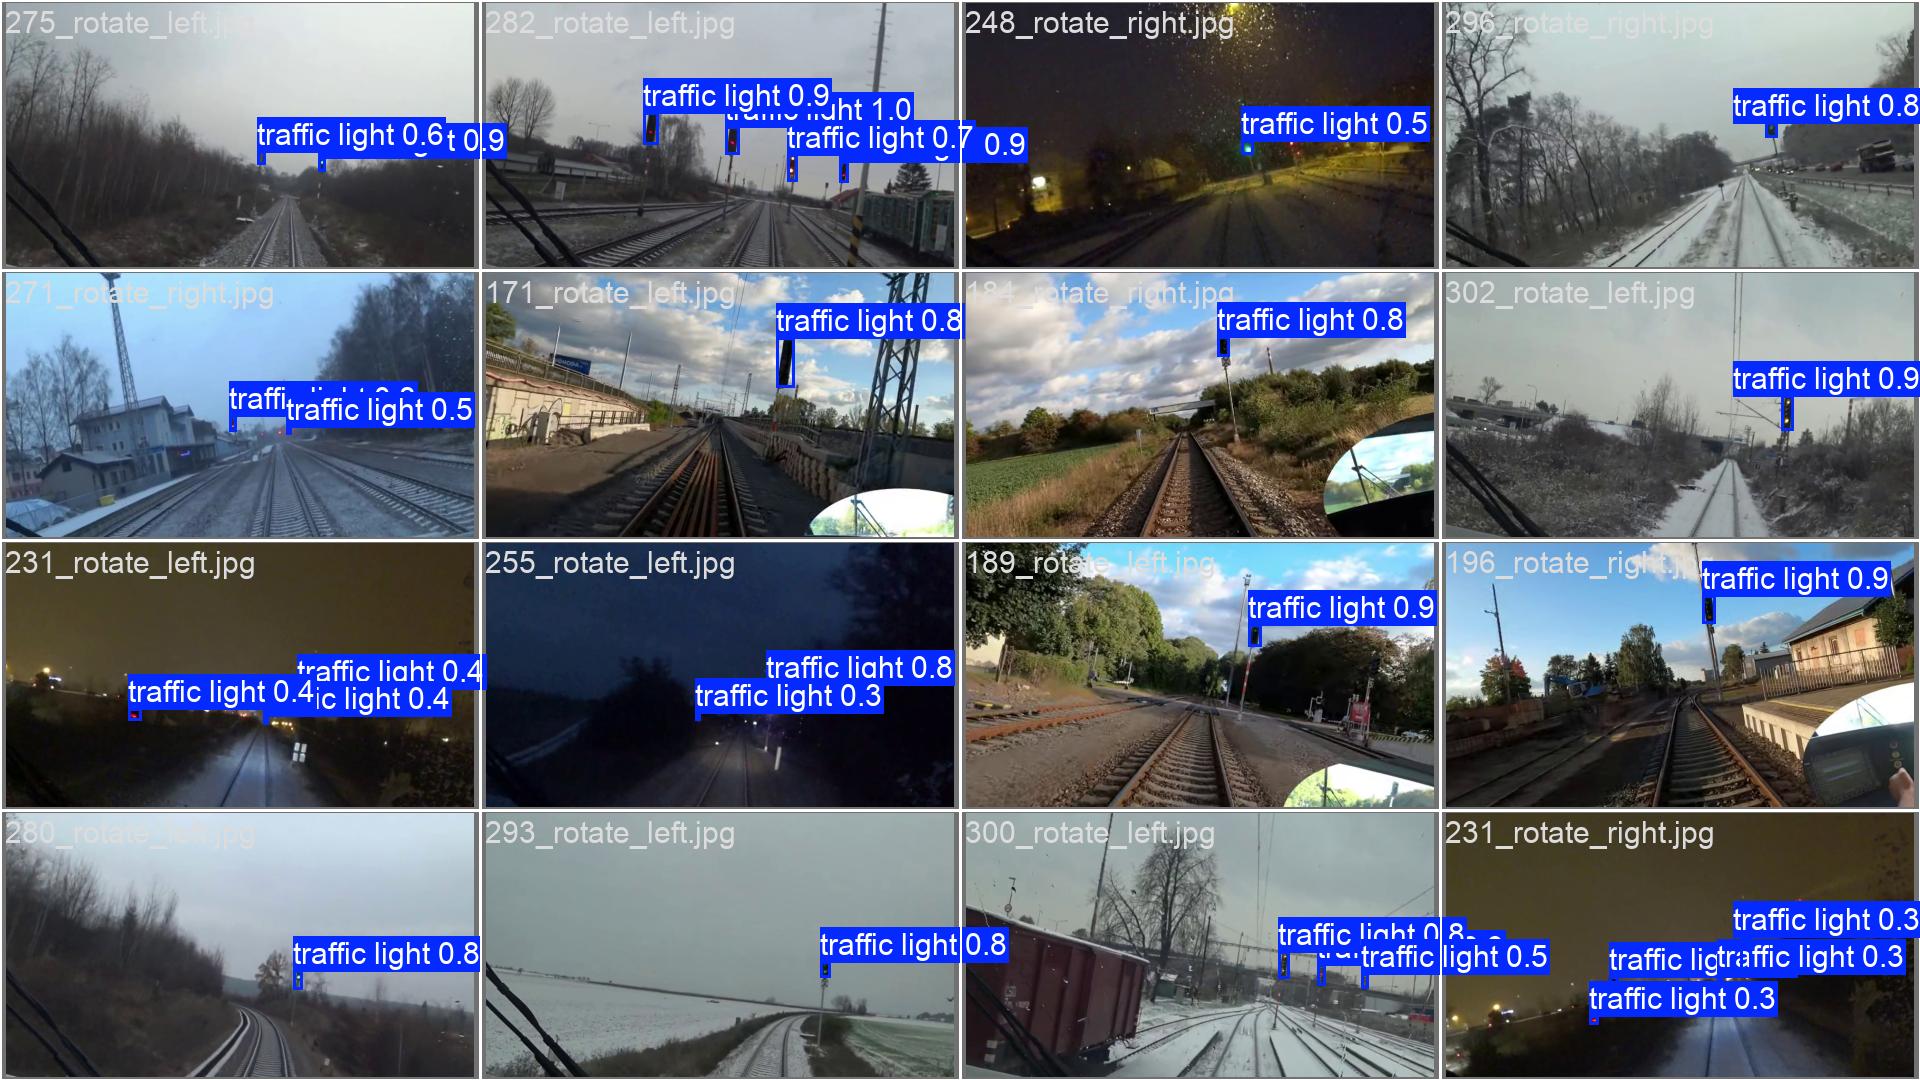 275_rotate_left.jpg
traffic light 0.6
t 0.9
282_rotate_left.jpg
traffic light 0.9
light 1.0
traffic light 0.7
0.9
248_rotate_right.jpg
traffic light 0.5
296_rotate_right.jpg
traffic light 0.8
271_rotate_right.jpg
traffic light 0.5
171_rotate_left.jpg
traffic light 0.8
184_rotate_right.jpg
traffic light 0.8
302_rotate_left.jpg
traffic light 0.9
231_rotate_left.jpg
traffic light 0.4
traffic light 0.4
ic light 0.4
255_rotate_left.jpg
traffic light 0.8
traffic light 0.3
189_rotate_left.jpg
traffic light 0.9
196_rotate_right.jpg
traffic light 0.9
280_rotate_left.jpg
traffic light 0.8
293_rotate_left.jpg
traffic light 0.8
300_rotate_left.jpg
traffic light 0.8
traffic light 0.5
231_rotate_right.jpg
traffic light 0.3
traffic light 0.3
traffic light 0.3